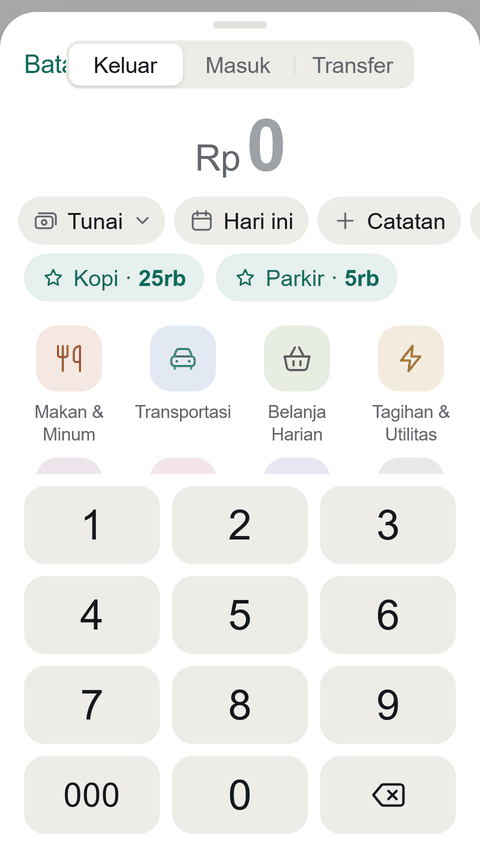 Keluar Masuk Transfer
Rp 0
Tunai Hari ini Catatan
Kopi · 25rb Parkir · 5rb
Makan & Minum
Transportasi
Belanja Harian
Tagihan & Utilitas
1 2 3
4 5 6
7 8 9
000 0